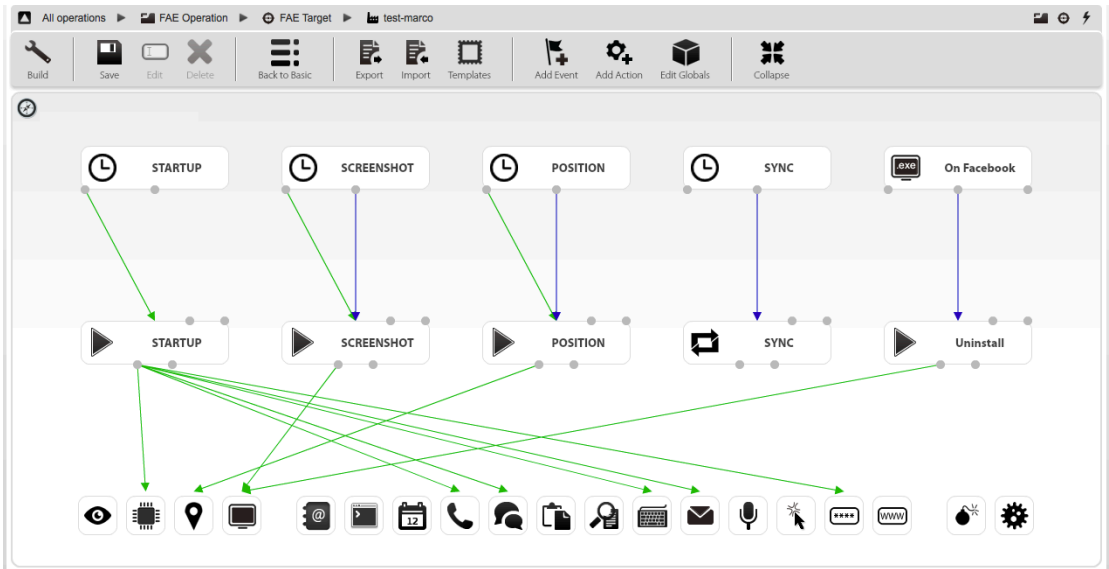 All operations FAE Operation FAE Target test-marco
Build Save Edit Delete Back to Basic Export Import Templates Add Event Add Action Edit Globals Collapse
STARTUP SCREENSHOT POSITION SYNC .exe On Facebook
STARTUP SCREENSHOT POSITION SYNC Uninstall
@ 12 **** WWW